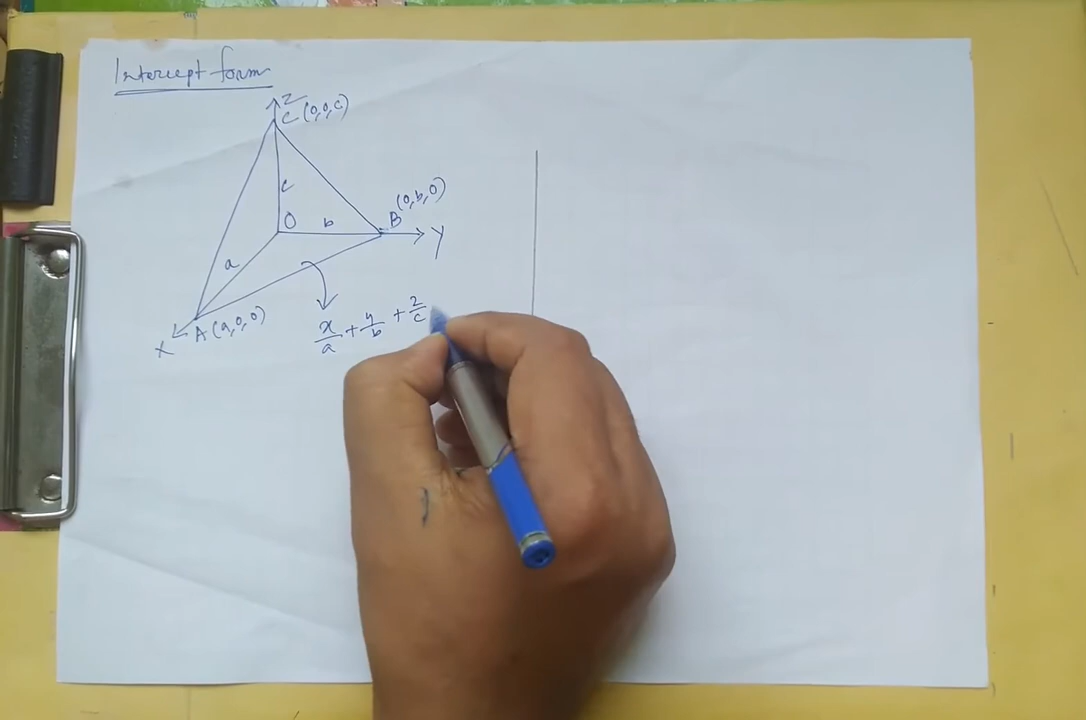 Intercept form
Z
C (0,0,c)
c
(0,b,0)
O
b
B
Y
a
A (a,0,0)
X
x/a + y/b + z/c